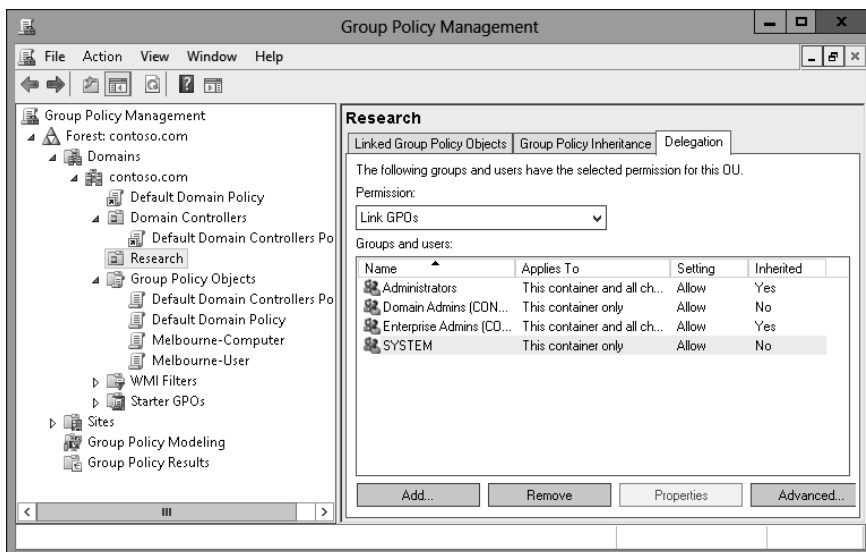 Group Policy Management
File Action View Window Help
Group Policy Management
Forest: contoso.com
Domains
contoso.com
Default Domain Policy
Domain Controllers
Default Domain Controllers Po
Research
Group Policy Objects
Default Domain Controllers Po
Default Domain Policy
Melbourne-Computer
Melbourne-User
WMI Filters
Starter GPOs
Sites
Group Policy Modeling
Group Policy Results
Research
Linked Group Policy Objects Group Policy Inheritance Delegation
The following groups and users have the selected permission for this OU.
Permission:
Link GPOs
Groups and users:
Name Applies To Setting Inherited
Administrators This container and all ch... Allow Yes
Domain Admins (CON... This container only Allow No
Enterprise Admins (CO... This container and all ch... Allow Yes
SYSTEM This container only Allow No
Add... Remove Properties Advanced...